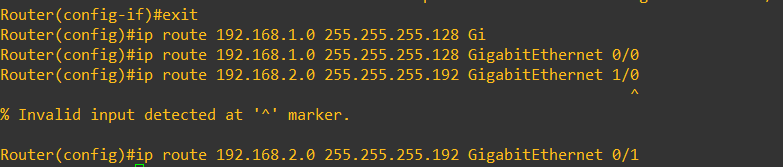 Router(config-if)#exit
Router(config)#ip route 192.168.1.0 255.255.255.128 Gi
Router(config)#ip route 192.168.1.0 255.255.255.128 GigabitEthernet 0/0
Router(config)#ip route 192.168.2.0 255.255.255.192 GigabitEthernet 1/0
^
% Invalid input detected at '^' marker.
Router(config)#ip route 192.168.2.0 255.255.255.192 GigabitEthernet 0/1